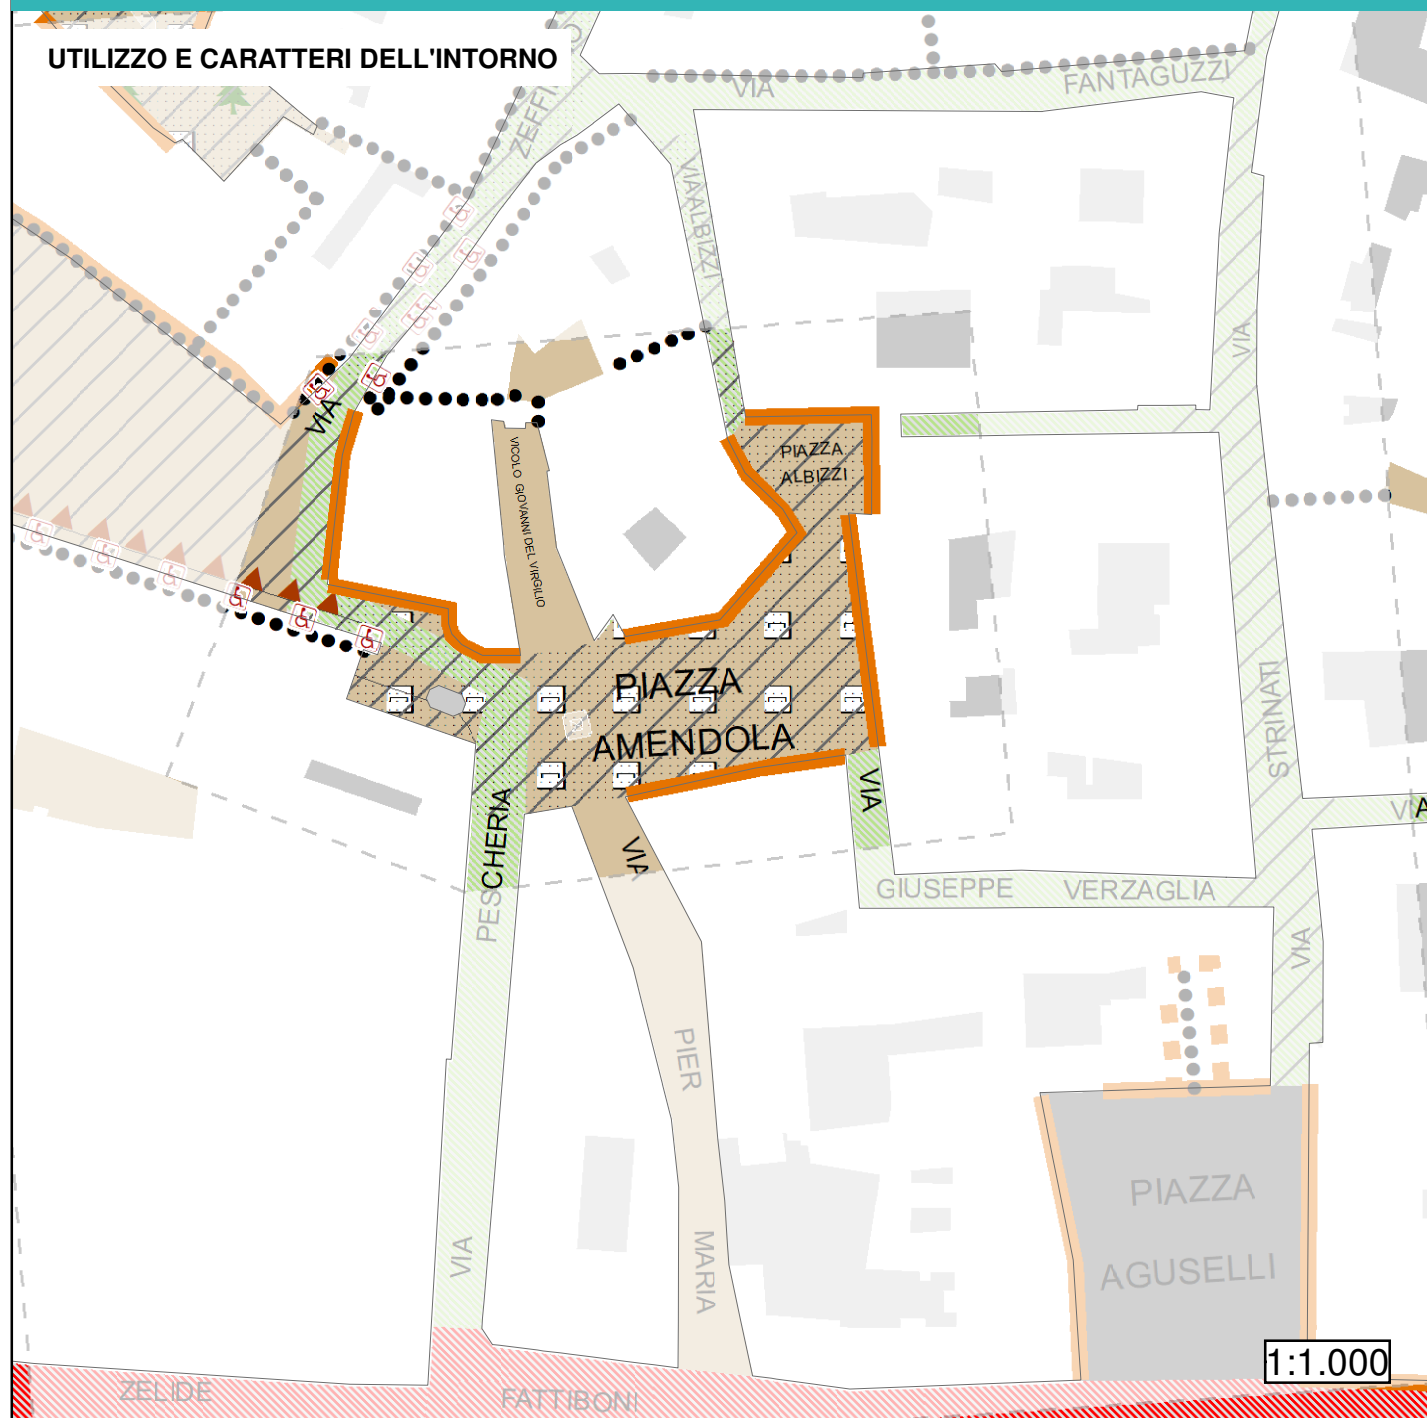 UTILIZZO E CARATTERI DELL'INTORNO
VIA
FANTAGUZZI
VIA ALBIZZI
VIA
VIA
PIAZZA
ALBIZZI
VICOLO GIOVANNI DEL VIRGILIO
PIAZZA
AMENDOLA
STRINATI
VIA
PESCHERIA
VIA
VIA
GIUSEPPE
VERZAGLIA
VIA
PIER
MARIA
VIA
PIAZZA
AGUSELLI
1:1.000
ZELIDE
FATTIBONI